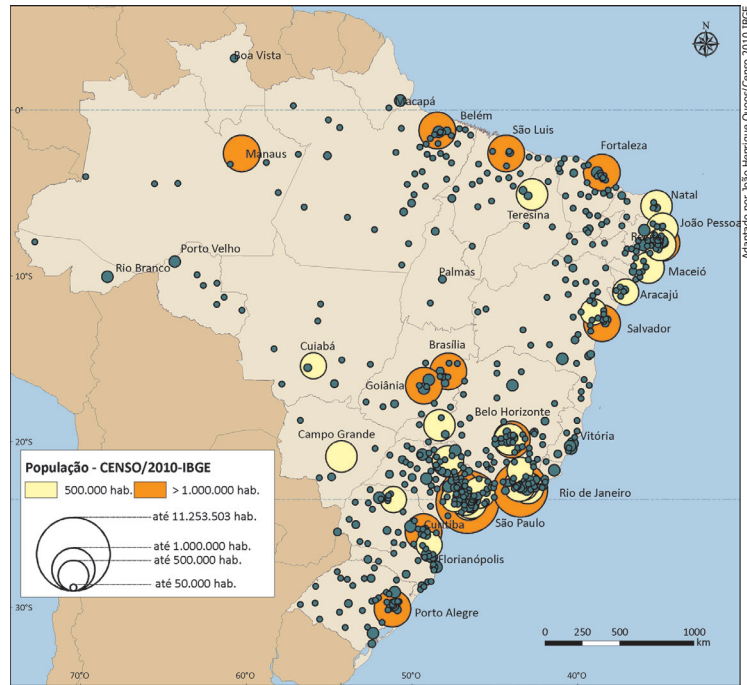 Boa Vista
N
Macapá
0°
Belém
São Luis
Fortaleza
Manaus
Teresina
Natal
João Pessoa
Porto Velho
Rio Branco
Palmas
Maceió
10°S
Aracajú
Salvador
Cuiabá
Brasília
Goiânia
Belo Horizonte
Campo Grande
Vitória
20°S
Rio de Janeiro
São Paulo
Curitiba
Florianópolis
Porto Alegre
30°S
População - CENSO/2010-IBGE
500.000 hab.
> 1.000.000 hab.
até 11.253.503 hab.
até 1.000.000 hab.
até 500.000 hab.
até 50.000 hab.
0 250 500 1000
km
70°O 60°O 50°O 40°O